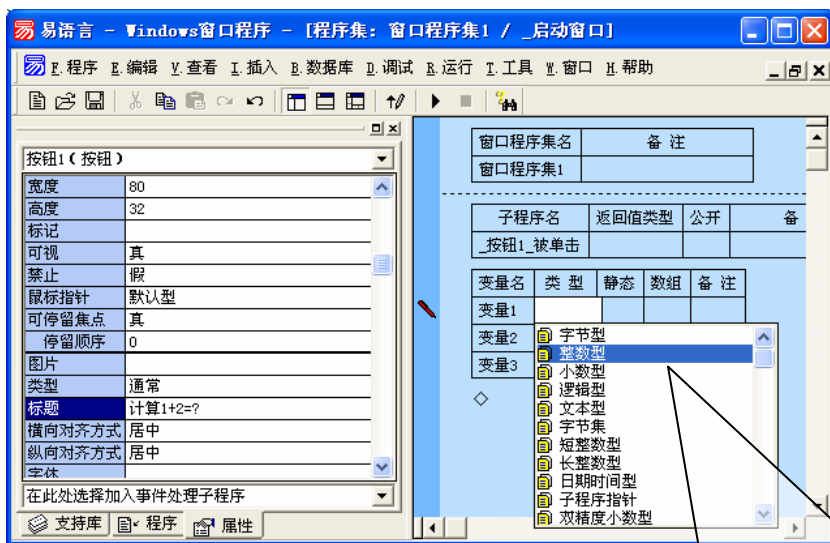 易语言 - Windows窗口程序 - [程序集: 窗口程序集1 / _启动窗口]
F.程序 E.编辑 V.查看 I.插入 B.数据库 D.调试 R.运行 T.工具 W.窗口 H.帮助
按钮1(按钮)
宽度 80
高度 32
标记
可视 真
禁止 假
鼠标指针 默认型
可停留焦点 真
停留顺序 0
图片
类型 通常
标题 计算1+2=?
横向对齐方式 居中
纵向对齐方式 居中
字体
在此处选择加入事件处理子程序
支持库 程序 属性
窗口程序集名 备 注
窗口程序集1
子程序名 返回值类型 公开 备
_按钮1_被单击
变量名 类 型 静态 数组 备 注
变量1
变量2
变量3
字节型
整数型
小数型
逻辑型
文本型
字节集
短整数型
长整数型
日期时间型
子程序指针
双精度小数型